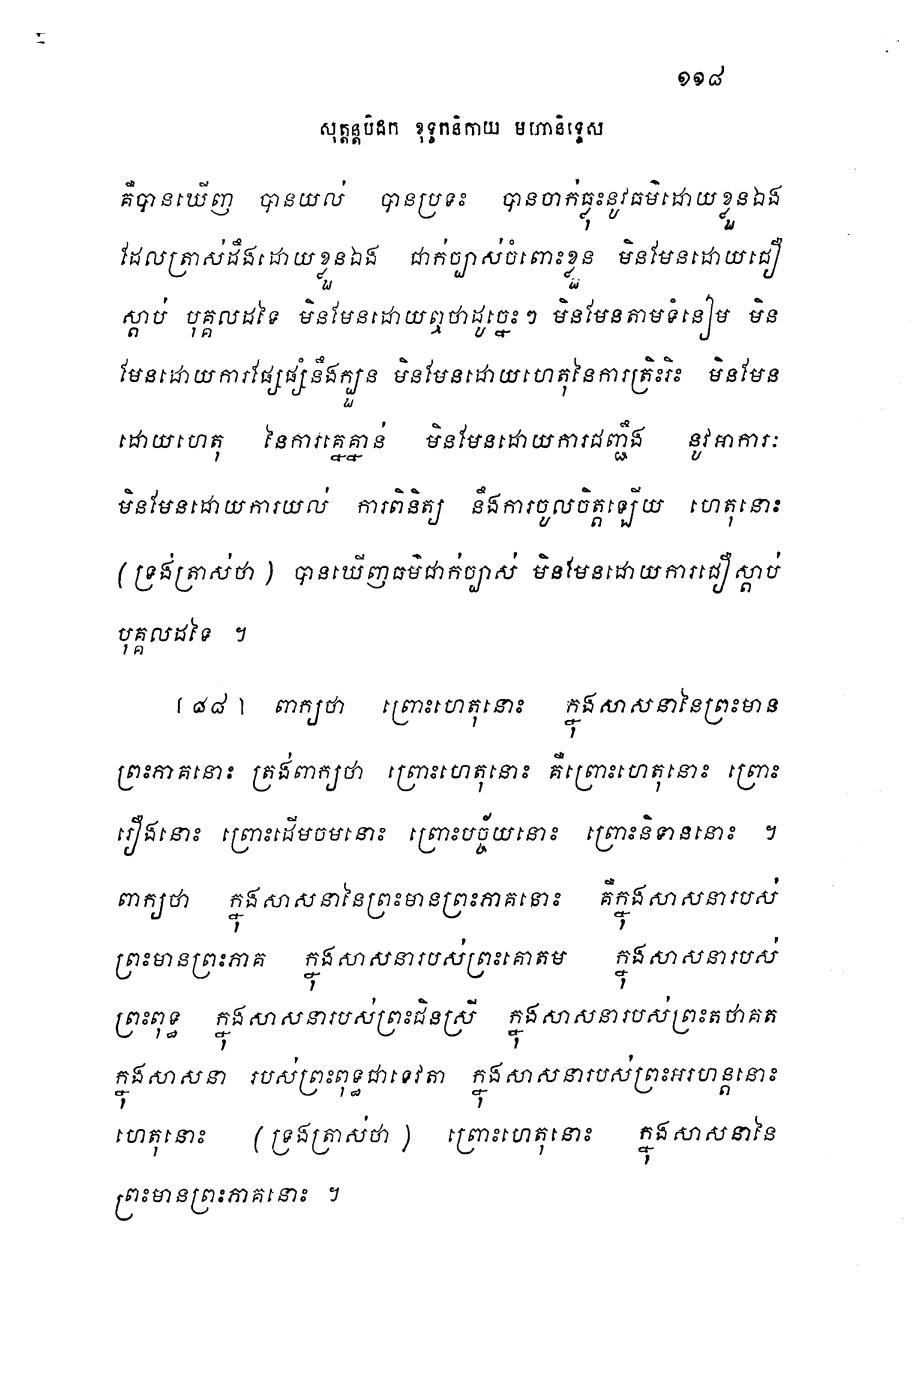 ១១៨
សុត្តន្តបិដក ខុទ្ទកនិកាយ មហានិទ្ទេស
គឺបានឃើញ បានយល់ បានប្រទះ បានចាក់ធ្លុះនូវធម៌ដោយខ្លួនឯង
ដែលត្រាស់ដឹងដោយខ្លួនឯង ជាក់ច្បាស់ចំពោះខ្លួន មិនមែនដោយជឿ
ស្តាប់ បុគ្គលដទៃ មិនមែនដោយឮថាដូច្នេះៗ មិនមែនតាមទំនៀម មិន
មែនដោយការផ្សែផ្សំនឹងក្បួន មិនមែនដោយហេតុនៃការត្រិះរិះ មិនមែន
ដោយហេតុ នៃការគ្នេគ្នាន់ មិនមែនដោយការជញ្ជឹង នូវអាការៈ
មិនមែនដោយការយល់ ការពិនិត្យ នឹងការចូលចិត្តឡើយ ហេតុនោះ
(ទ្រង់ត្រាស់ថា) បានឃើញធម៌ជាក់ច្បាស់ មិនមែនដោយការជឿស្តាប់
បុគ្គលដទៃ ។
[៨៨] ពាក្យថា ព្រោះហេតុនោះ ក្នុងសាសនានៃព្រះមាន
ព្រះភាគនោះ ត្រង់ពាក្យថា ព្រោះហេតុនោះ គឺព្រោះហេតុនោះ ព្រោះ
រឿងនោះ ព្រោះដើមចមនោះ ព្រោះបច្ច័យនោះ ព្រោះនិទាននោះ ។
ពាក្យថា ក្នុងសាសនានៃព្រះមានព្រះភាគនោះ គឺក្នុងសាសនារបស់
ព្រះមានព្រះភាគ ក្នុងសាសនារបស់ព្រះគោតម ក្នុងសាសនារបស់
ព្រះពុទ្ធ ក្នុងសាសនារបស់ព្រះជិនស្រី ក្នុងសាសនារបស់ព្រះតថាគត
ក្នុងសាសនា របស់ព្រះពុទ្ធជាទេវតា ក្នុងសាសនារបស់ព្រះអរហន្តនោះ
ហេតុនោះ (ទ្រង់ត្រាស់ថា) ព្រោះហេតុនោះ ក្នុងសាសនានៃ
ព្រះមានព្រះភាគនោះ ។